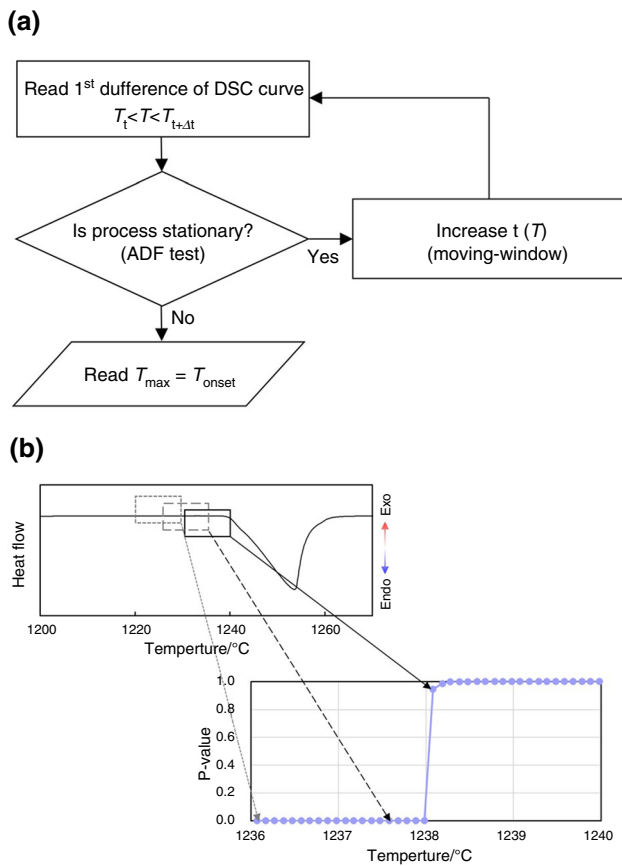 (a)
Read 1st dufference of DSC curve
Tt<T<Tt+Δt
Is process stationary?
(ADF test)
Yes
Increase t (T)
(moving-window)
No
Read Tmax = Tonset
(b)
Heat flow
Exo
Endo
1200
1220
1240
1260
Temperture/°C
P-value
1.0
0.8
0.6
0.4
0.2
0.0
1236
1237
1238
1239
1240
Temperture/°C